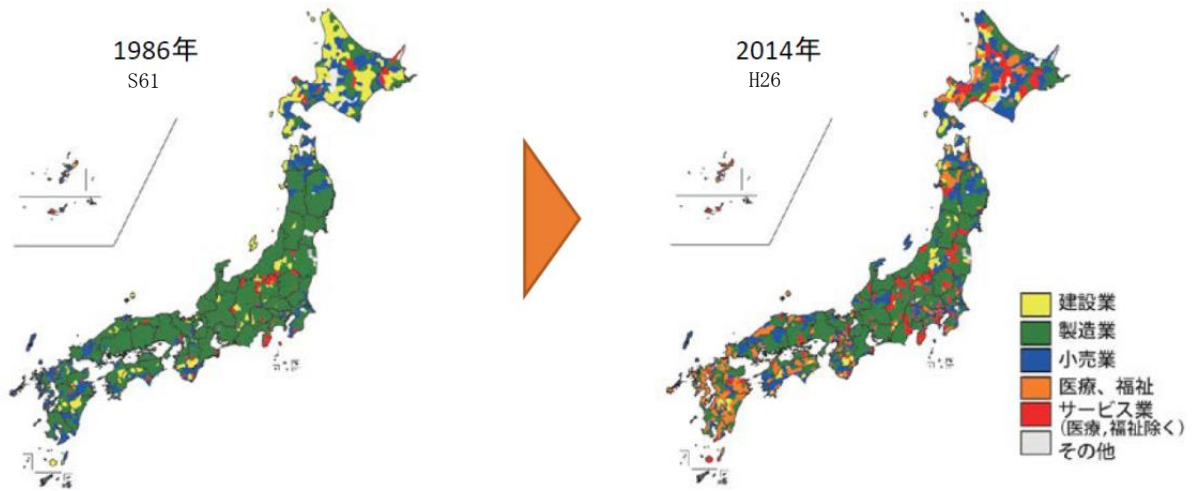 1986年
S61
2014年
H26
建設業
製造業
小売業
医療、福祉
サービス業
(医療,福祉除く)
その他